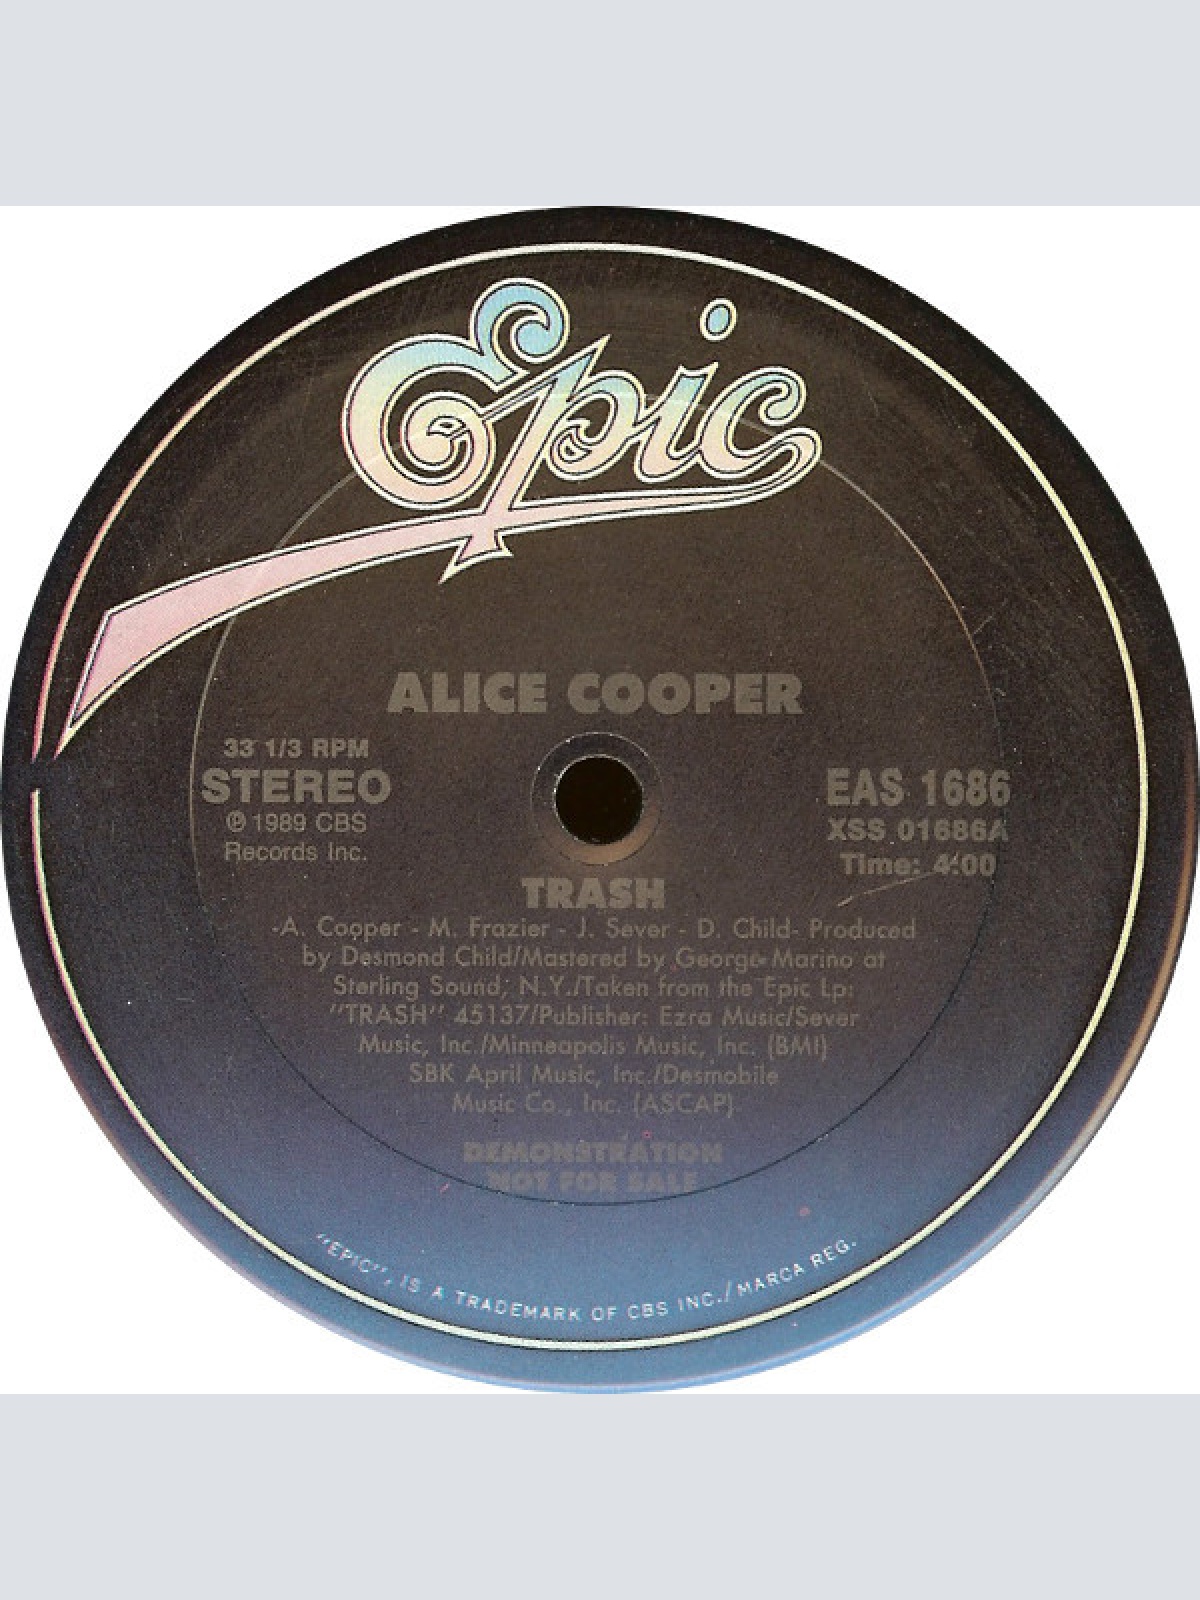 Epic
ALICE COOPER
33 1/3 RPM
STEREO
℗ 1989 CBS
Records Inc.
EAS 1686
XSS 01686A
Time: 4:00
TRASH
-A. Cooper - M. Frazier - J. Sever - D. Child- Produced
by Desmond Child/Mastered by George Marino at
Sterling Sound, N.Y./Taken from the Epic Lp:
"TRASH" 45137/Publisher: Ezra Music/Sever
Music, Inc./Minneapolis Music, Inc. (BMI)
SBK April Music, Inc./Desmobile
Music Co., Inc. (ASCAP)
DEMONSTRATION
NOT FOR SALE
"EPIC", IS A TRADEMARK OF CBS INC./MARCA REG.